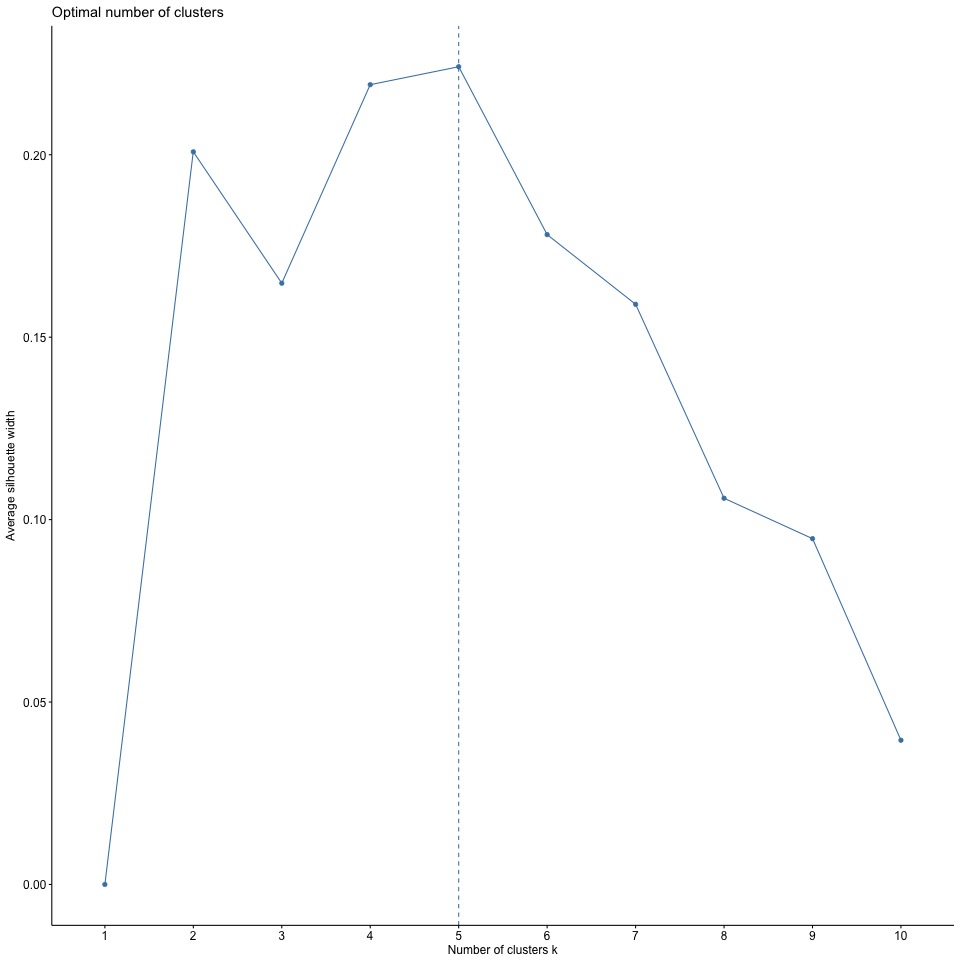 Optimal number of clusters
Average silhouette width
0.20
0.15
0.10
0.05
0.00
1 2 3 4 5 6 7 8 9 10
Number of clusters k